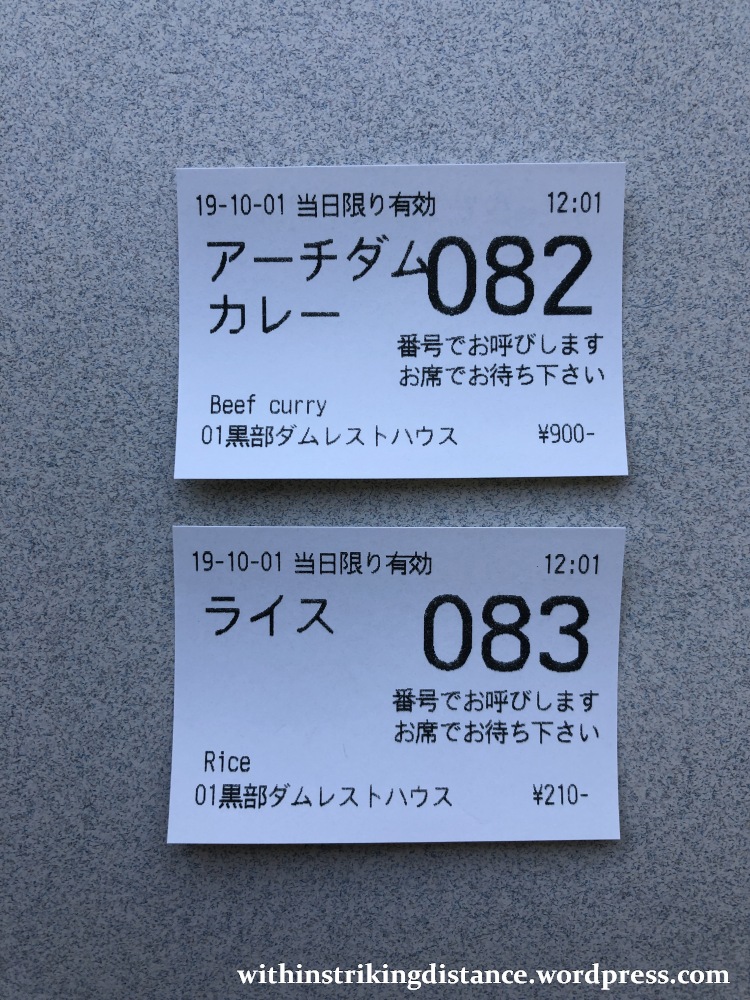 19-10-01 当日限り有効 12:01
アーチダム 082
カレー
番号でお呼びします
お席でお待ち下さい
Beef curry
01黒部ダムレストハウス ¥900-
19-10-01 当日限り有効 12:01
ライス 083
番号でお呼びします
お席でお待ち下さい
Rice
01黒部ダムレストハウス ¥210-
withinstrikingdistance.wordpress.com